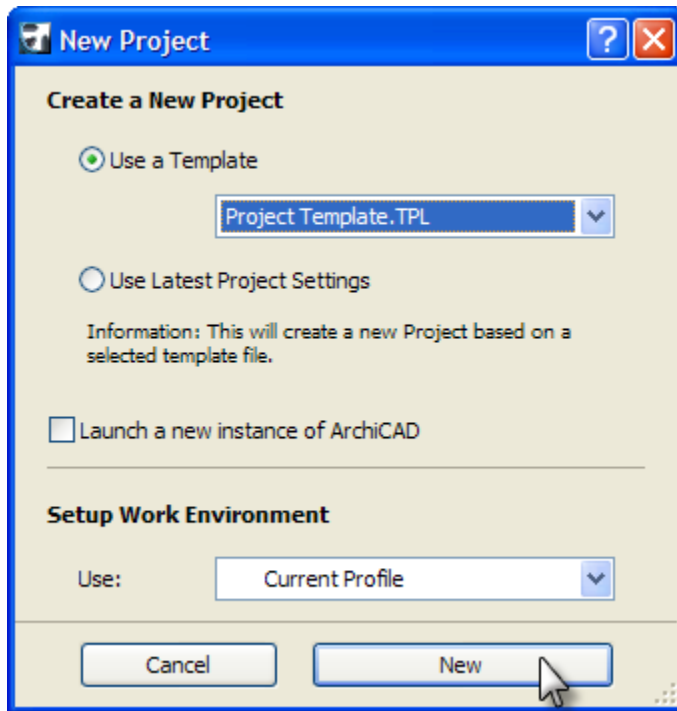 New Project
Create a New Project
Use a Template
Project Template.TPL
Use Latest Project Settings
Information: This will create a new Project based on a
selected template file.
Launch a new instance of ArchiCAD
Setup Work Environment
Use: Current Profile
Cancel New